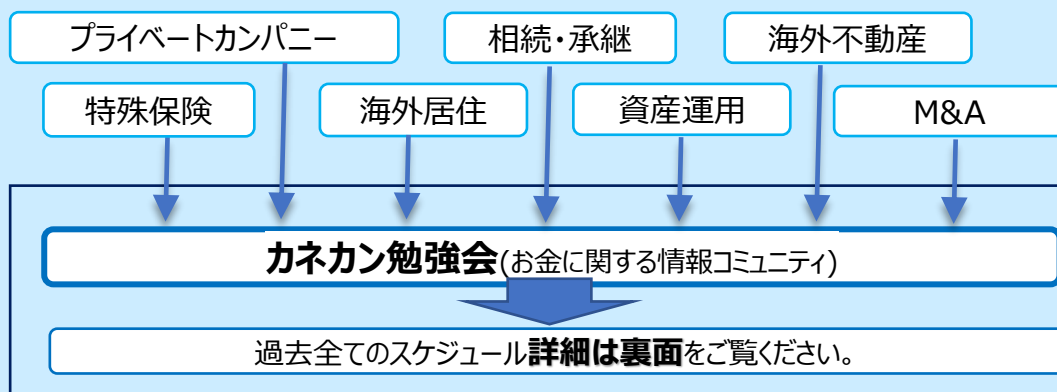 プライベートカンパニー
相続・承継
海外不動産
特殊保険
海外居住
資産運用
M&A
カネカン勉強会(お金に関する情報コミュニティ)
過去全てのスケジュール詳細は裏面をご覧ください。